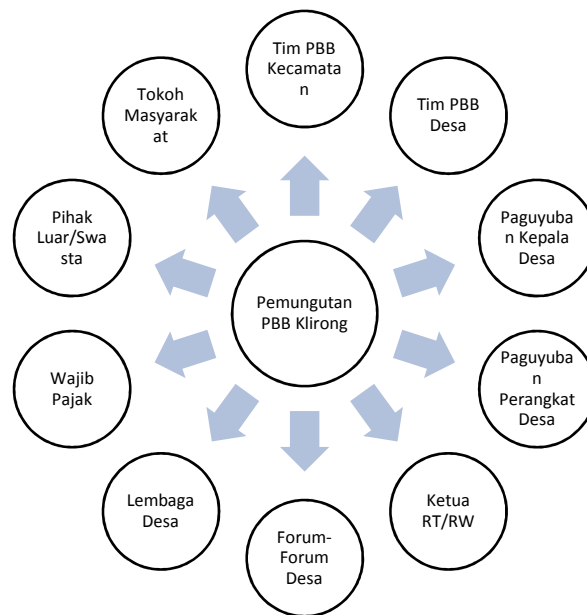 Tim PBB
Kecamata
n
Tim PBB
Desa
Paguyuba
n Kepala
Desa
Paguyuba
n
Perangkat
Desa
Ketua
RT/RW
Forum-
Forum
Desa
Lembaga
Desa
Wajib
Pajak
Pihak
Luar/Swa
sta
Tokoh
Masyarak
at
Pemungutan
PBB Klirong